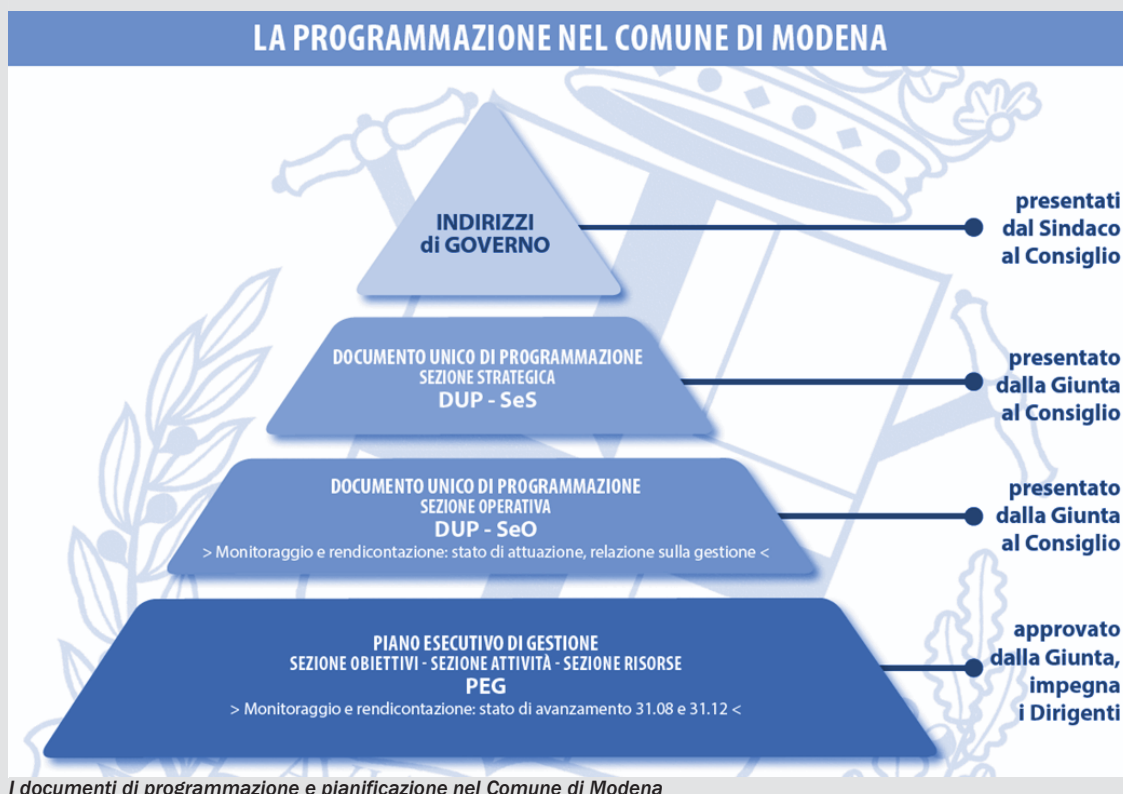 LA PROGRAMMAZIONE NEL COMUNE DI MODENA
INDIRIZZI
di GOVERNO
presentati
dal Sindaco
al Consiglio
DOCUMENTO UNICO DI PROGRAMMAZIONE
SEZIONE STRATEGICA
DUP - SeS
presentato
dalla Giunta
al Consiglio
DOCUMENTO UNICO DI PROGRAMMAZIONE
SEZIONE OPERATIVA
DUP - SeO
> Monitoraggio e rendicontazione: stato di attuazione, relazione sulla gestione <
presentato
dalla Giunta
al Consiglio
PIANO ESECUTIVO DI GESTIONE
SEZIONE OBIETTIVI - SEZIONE ATTIVITÀ - SEZIONE RISORSE
PEG
> Monitoraggio e rendicontazione: stato di avanzamento 31.08 e 31.12 <
approvato
dalla Giunta,
impegna
i Dirigenti
I documenti di programmazione e pianificazione nel Comune di Modena